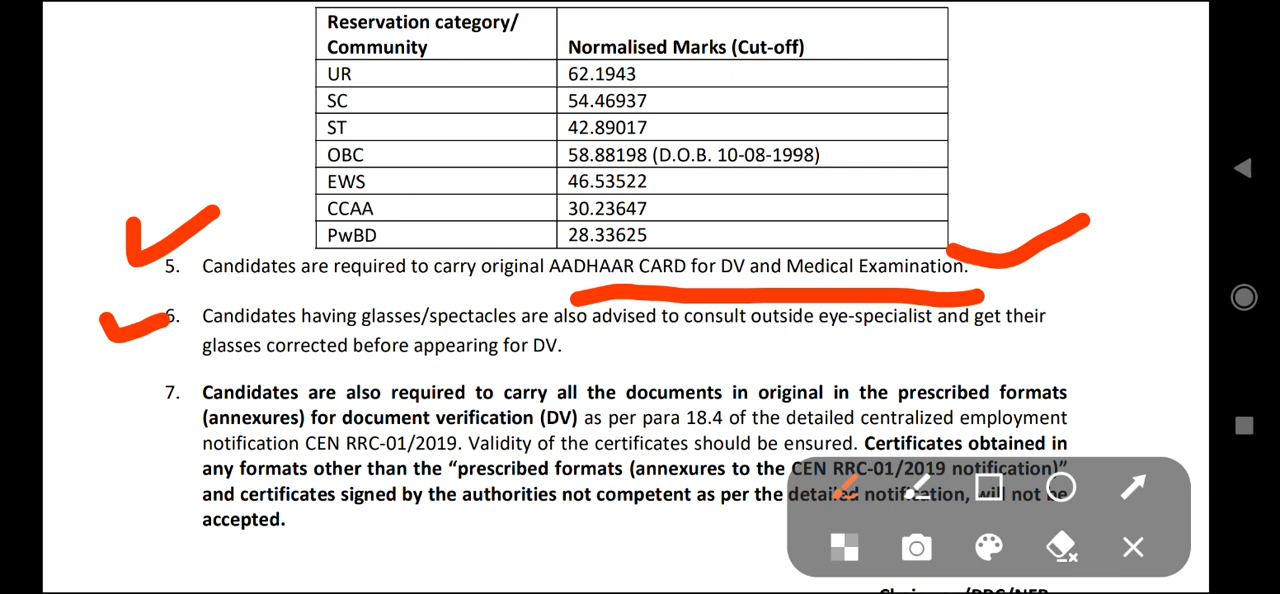 Reservation category/
Community
Normalised Marks (Cut-off)
UR 62.1943
SC 54.46937
ST 42.89017
OBC 58.88198 (D.O.B. 10-08-1998)
EWS 46.53522
CCAA 30.23647
PwBD 28.33625
5. Candidates are required to carry original AADHAAR CARD for DV and Medical Examination.
6. Candidates having glasses/spectacles are also advised to consult outside eye-specialist and get their
glasses corrected before appearing for DV.
7. Candidates are also required to carry all the documents in original in the prescribed formats
(annexures) for document verification (DV) as per para 18.4 of the detailed centralized employment
notification CEN RRC-01/2019. Validity of the certificates should be ensured. Certificates obtained in
any formats other than the “prescribed formats (annexures to the CEN RRC-01/2019 notification)”
and certificates signed by the authorities not competent as per the detailed notification, will not be
accepted.